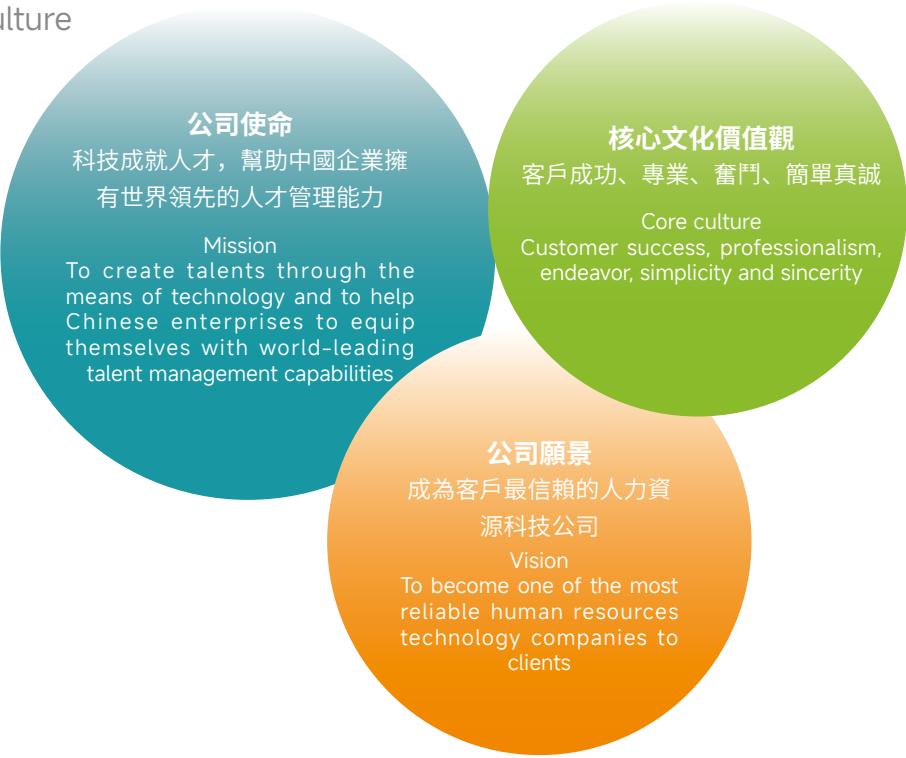 公司使命
科技成就人才，幫助中國企業擁
有世界領先的人才管理能力
Mission
To create talents through the
means of technology and to help
Chinese enterprises to equip
themselves with world-leading
talent management capabilities
核心文化價值觀
客戶成功、專業、奮鬥、簡單真誠
Core culture
Customer success, professionalism,
endeavor, simplicity and sincerity
公司願景
成為客戶最信賴的人力資
源科技公司
Vision
To become one of the most
reliable human resources
technology companies to
clients